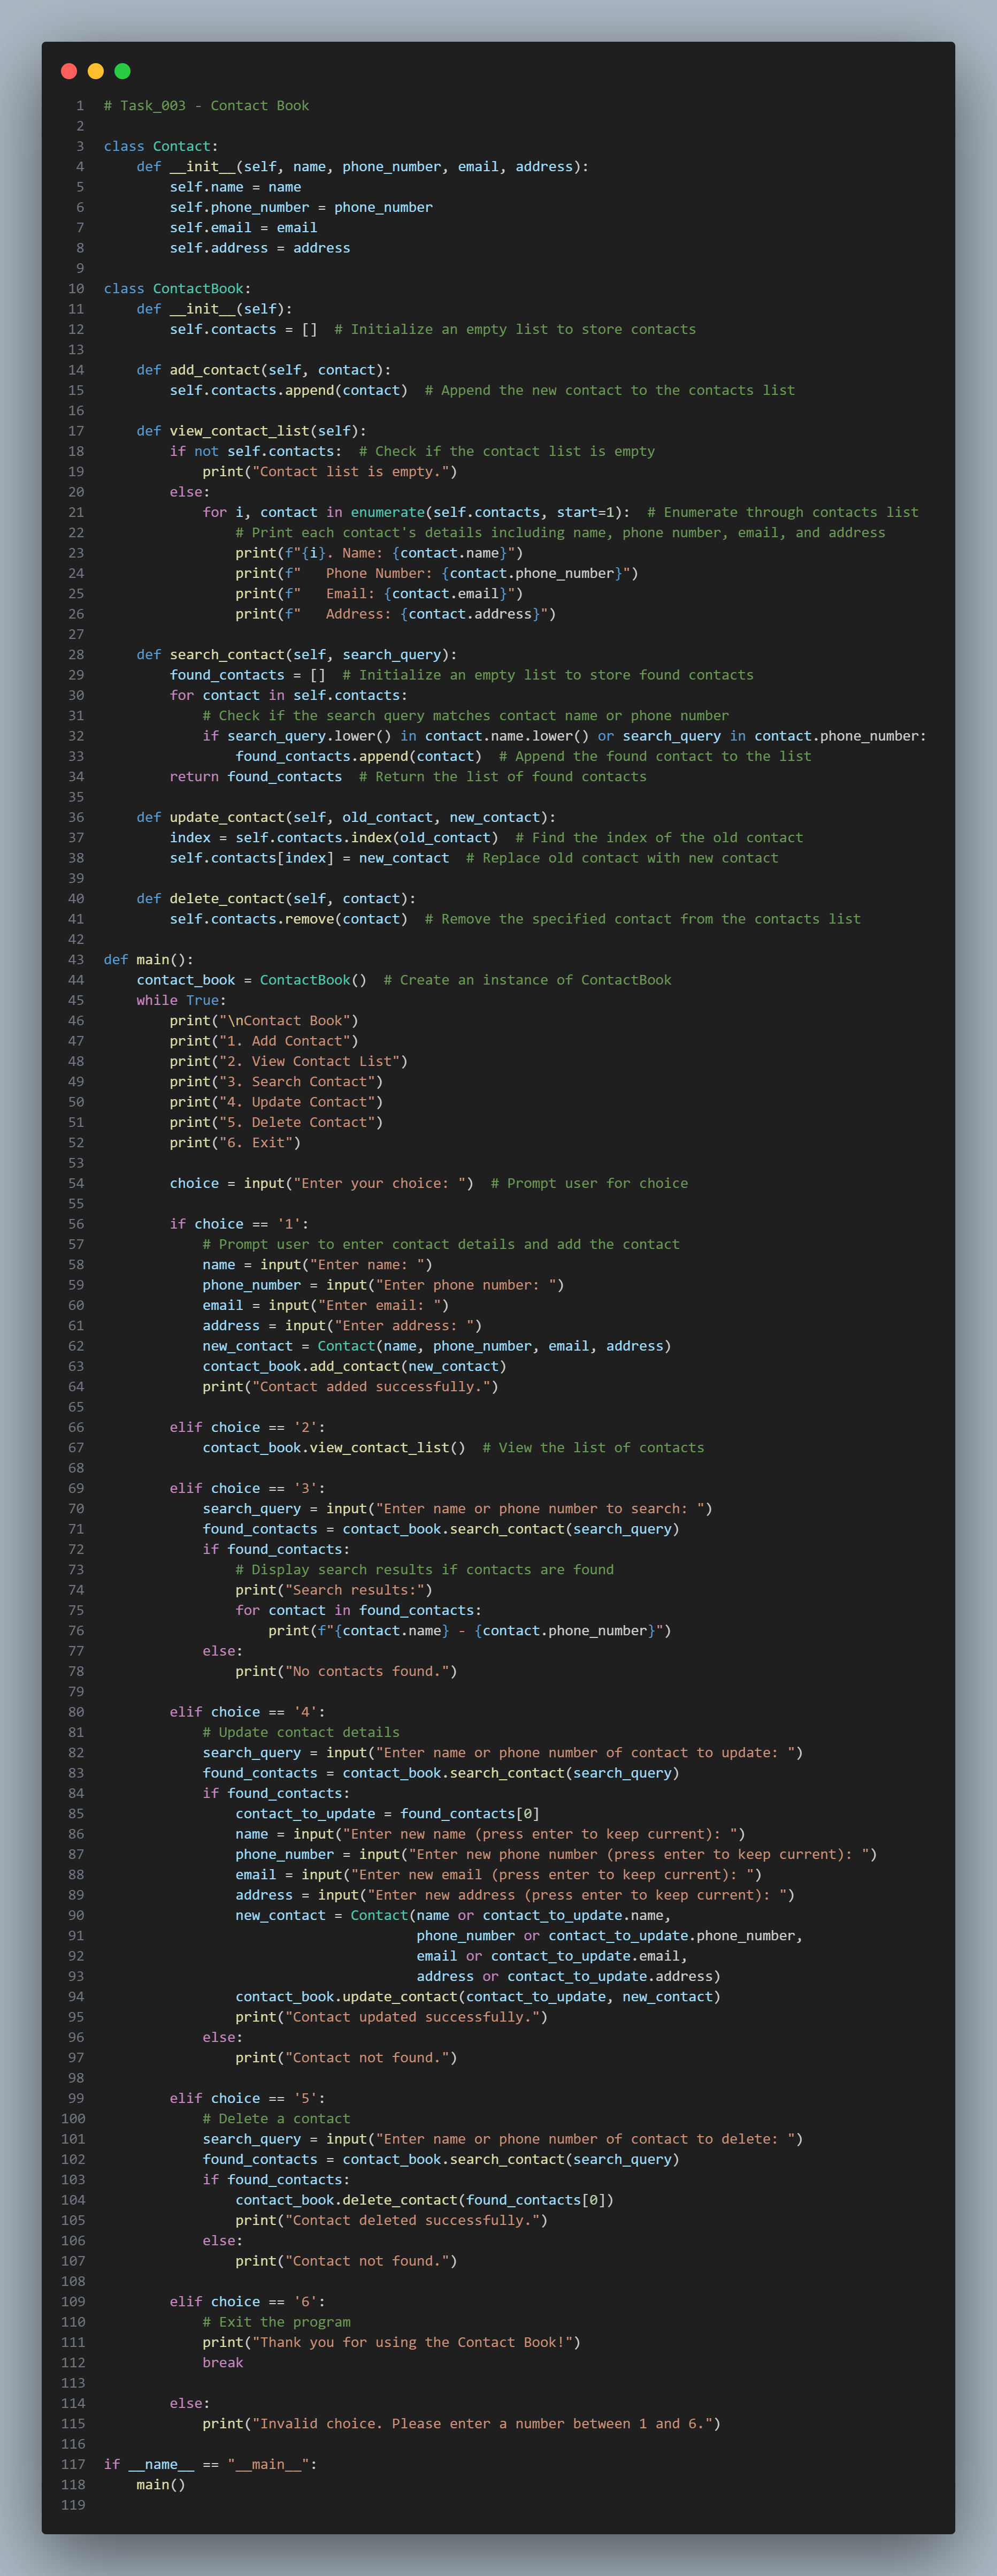 1 # Task_003 - Contact Book
2
3 class Contact:
4     def __init__(self, name, phone_number, email, address):
5         self.name = name
6         self.phone_number = phone_number
7         self.email = email
8         self.address = address
9
10 class ContactBook:
11     def __init__(self):
12         self.contacts = []  # Initialize an empty list to store contacts
13
14     def add_contact(self, contact):
15         self.contacts.append(contact)  # Append the new contact to the contacts list
16
17     def view_contact_list(self):
18         if not self.contacts:  # Check if the contact list is empty
19             print("Contact list is empty.")
20         else:
21             for i, contact in enumerate(self.contacts, start=1):  # Enumerate through contacts list
22                 # Print each contact's details including name, phone number, email, and address
23                 print(f"{i}. Name: {contact.name}")
24                 print(f"   Phone Number: {contact.phone_number}")
25                 print(f"   Email: {contact.email}")
26                 print(f"   Address: {contact.address}")
27
28     def search_contact(self, search_query):
29         found_contacts = []  # Initialize an empty list to store found contacts
30         for contact in self.contacts:
31             # Check if the search query matches contact name or phone number
32             if search_query.lower() in contact.name.lower() or search_query in contact.phone_number:
33                 found_contacts.append(contact)  # Append the found contact to the list
34         return found_contacts  # Return the list of found contacts
35
36     def update_contact(self, old_contact, new_contact):
37         index = self.contacts.index(old_contact)  # Find the index of the old contact
38         self.contacts[index] = new_contact  # Replace old contact with new contact
39
40     def delete_contact(self, contact):
41         self.contacts.remove(contact)  # Remove the specified contact from the contacts list
42
43 def main():
44     contact_book = ContactBook()  # Create an instance of ContactBook
45     while True:
46         print("\nContact Book")
47         print("1. Add Contact")
48         print("2. View Contact List")
49         print("3. Search Contact")
50         print("4. Update Contact")
51         print("5. Delete Contact")
52         print("6. Exit")
53
54         choice = input("Enter your choice: ")  # Prompt user for choice
55
56         if choice == '1':
57             # Prompt user to enter contact details and add the contact
58             name = input("Enter name: ")
59             phone_number = input("Enter phone number: ")
60             email = input("Enter email: ")
61             address = input("Enter address: ")
62             new_contact = Contact(name, phone_number, email, address)
63             contact_book.add_contact(new_contact)
64             print("Contact added successfully.")
65
66         elif choice == '2':
67             contact_book.view_contact_list()  # View the list of contacts
68
69         elif choice == '3':
70             search_query = input("Enter name or phone number to search: ")
71             found_contacts = contact_book.search_contact(search_query)
72             if found_contacts:
73                 # Display search results if contacts are found
74                 print("Search results:")
75                 for contact in found_contacts:
76                     print(f"{contact.name} - {contact.phone_number}")
77             else:
78                 print("No contacts found.")
79
80         elif choice == '4':
81             # Update contact details
82             search_query = input("Enter name or phone number of contact to update: ")
83             found_contacts = contact_book.search_contact(search_query)
84             if found_contacts:
85                 contact_to_update = found_contacts[0]
86                 name = input("Enter new name (press enter to keep current): ")
87                 phone_number = input("Enter new phone number (press enter to keep current): ")
88                 email = input("Enter new email (press enter to keep current): ")
89                 address = input("Enter new address (press enter to keep current): ")
90                 new_contact = Contact(name or contact_to_update.name,
91                                       phone_number or contact_to_update.phone_number,
92                                       email or contact_to_update.email,
93                                       address or contact_to_update.address)
94                 contact_book.update_contact(contact_to_update, new_contact)
95                 print("Contact updated successfully.")
96             else:
97                 print("Contact not found.")
98
99         elif choice == '5':
100             # Delete a contact
101             search_query = input("Enter name or phone number of contact to delete: ")
102             found_contacts = contact_book.search_contact(search_query)
103             if found_contacts:
104                 contact_book.delete_contact(found_contacts[0])
105                 print("Contact deleted successfully.")
106             else:
107                 print("Contact not found.")
108
109         elif choice == '6':
110             # Exit the program
111             print("Thank you for using the Contact Book!")
112             break
113
114         else:
115             print("Invalid choice. Please enter a number between 1 and 6.")
116
117 if __name__ == "__main__":
118     main()
119